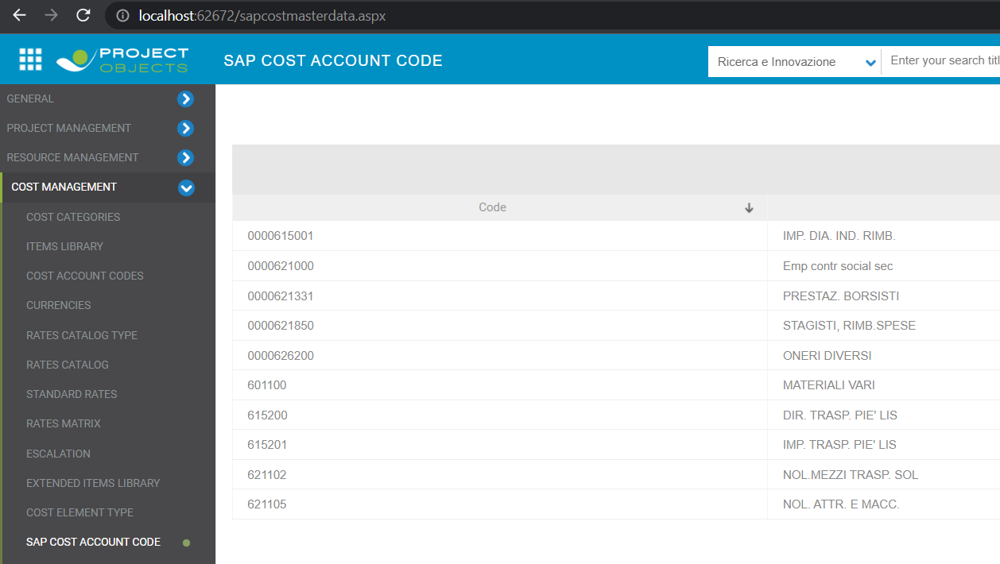 localhost:62672/sapcostmasterdata.aspx
PROJECT
OBJECTS
SAP COST ACCOUNT CODE
Ricerca e Innovazione
Enter your search titl
GENERAL
PROJECT MANAGEMENT
RESOURCE MANAGEMENT
COST MANAGEMENT
COST CATEGORIES
ITEMS LIBRARY
COST ACCOUNT CODES
CURRENCIES
RATES CATALOG TYPE
RATES CATALOG
STANDARD RATES
RATES MATRIX
ESCALATION
EXTENDED ITEMS LIBRARY
COST ELEMENT TYPE
SAP COST ACCOUNT CODE
Code
0000615001 IMP. DIA. IND. RIMB.
0000621000 Emp contr social sec
0000621331 PRESTAZ. BORSISTI
0000621850 STAGISTI, RIMB.SPESE
0000626200 ONERI DIVERSI
601100 MATERIALI VARI
615200 DIR. TRASP. PIE' LIS
615201 IMP. TRASP. PIE' LIS
621102 NOL.MEZZI TRASP. SOL
621105 NOL. ATTR. E MACC.